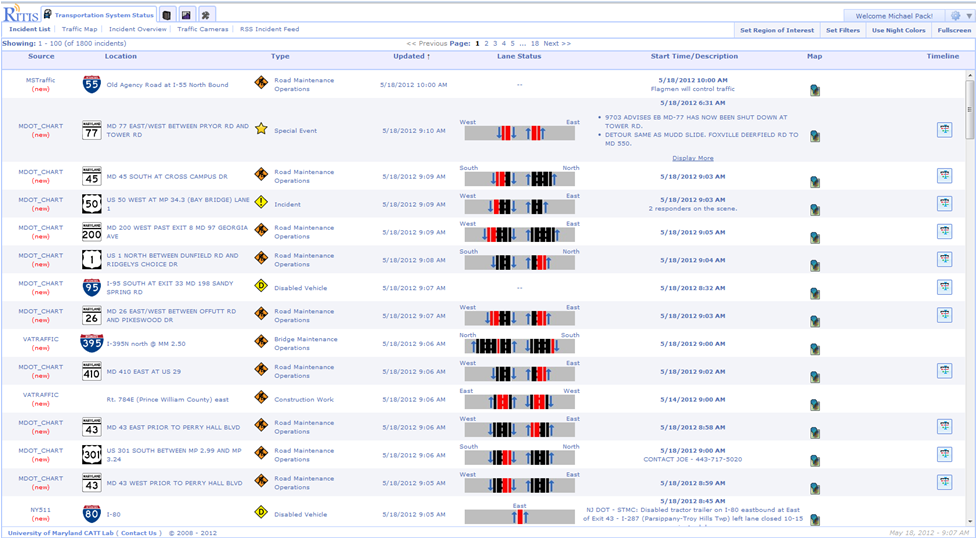 RITIS Transportation System Status
Welcome Michael Pack!
Incident List | Traffic Map | Incident Overview | Traffic Cameras | RSS Incident Feed
Set Region of Interest Set Filters Use Night Colors Fullscreen
Showing: 1 - 100 (of 1800 incidents) << Previous Page: 1 2 3 4 5 ... 18 Next >>
Source Location Type Updated ↑ Lane Status Start Time/Description Map Timeline
MSTraffic (new) 55 Old Agency Road at I-55 North Bound Road Maintenance Operations 5/18/2012 10:00 AM -- 5/18/2012 10:00 AM Flagmen will control traffic
MDOT_CHART (new) MARYLAND 77 MD 77 EAST/WEST BETWEEN PRYOR RD AND TOWER RD Special Event 5/18/2012 9:10 AM West East 5/18/2012 6:31 AM
• 9703 ADVISES EB MD-77 HAS NOW BEEN SHUT DOWN AT TOWER RD.
• DETOUR SAME AS MUDD SLIDE. FOXVILLE DEERFIELD RD TO MD 550.
Display More
MDOT_CHART (new) MARYLAND 45 MD 45 SOUTH AT CROSS CAMPUS DR Road Maintenance Operations 5/18/2012 9:09 AM South North 5/18/2012 9:03 AM
MDOT_CHART (new) 50 US 50 WEST AT MP 34.3 (BAY BRIDGE) LANE 1 Incident 5/18/2012 9:09 AM West East 5/18/2012 9:03 AM 2 responders on the scene.
MDOT_CHART (new) MARYLAND 200 MD 200 WEST PAST EXIT 8 MD 97 GEORGIA AVE Road Maintenance Operations 5/18/2012 9:09 AM West East 5/18/2012 9:05 AM
MDOT_CHART (new) 1 US 1 NORTH BETWEEN DUNFIELD RD AND RIDGELYS CHOICE DR Road Maintenance Operations 5/18/2012 9:08 AM South North 5/18/2012 9:04 AM
MDOT_CHART (new) 95 I-95 SOUTH AT EXIT 33 MD 198 SANDY SPRING RD D Disabled Vehicle 5/18/2012 9:07 AM -- 5/18/2012 8:32 AM
MDOT_CHART (new) MARYLAND 26 MD 26 EAST/WEST BETWEEN OFFUTT RD AND PIKESWOOD DR Road Maintenance Operations 5/18/2012 9:07 AM West East 5/18/2012 9:03 AM
VATRAFFIC (new) 395 I-395N north @ MM 2.50 Bridge Maintenance Operations 5/18/2012 9:06 AM North South 5/18/2012 9:00 AM
MDOT_CHART (new) MARYLAND 410 MD 410 EAST AT US 29 Road Maintenance Operations 5/18/2012 9:06 AM West East 5/18/2012 9:02 AM
VATRAFFIC (new) Rt. 784E (Prince William County) east Construction Work 5/18/2012 9:06 AM East West 5/14/2012 9:00 AM
MDOT_CHART (new) MARYLAND 43 MD 43 EAST PRIOR TO PERRY HALL BLVD Road Maintenance Operations 5/18/2012 9:06 AM West East 5/18/2012 8:58 AM
MDOT_CHART (new) 301 US 301 SOUTH BETWEEN MP 2.99 AND MP 3.24 Road Maintenance Operations 5/18/2012 9:06 AM South North 5/18/2012 9:00 AM CONTACT JOE - 443-717-5020
MDOT_CHART (new) MARYLAND 43 MD 43 WEST PRIOR TO PERRY HALL BLVD Road Maintenance Operations 5/18/2012 9:05 AM West East 5/18/2012 8:59 AM
NY511 (new) 80 I-80 D Disabled Vehicle 5/18/2012 9:05 AM East 5/18/2012 8:45 AM
NJ DOT - STMC: Disabled tractor trailer on I-80 eastbound at East of Exit 43 - I-287 (Parsippany-Troy Hills Twp) left lane closed 10-15
University of Maryland CATT Lab ( Contact Us ) © 2008 - 2012 May 18, 2012 - 9:07 AM